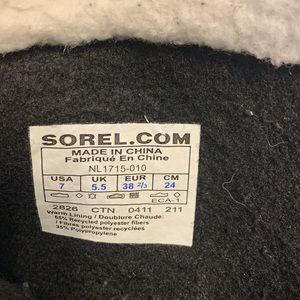 SOREL.COM
MADE IN CHINA
Fabriqué En Chine
NL1715-010
USA UK EUR CM
7 5.5 38 2/3 24
ECA-1
2626 CTN 0411 211
Warm Lining / Doublure Chaude:
65% Recycled polyester fibers
/ Fibres polyester recyclées
35% Polypropylene